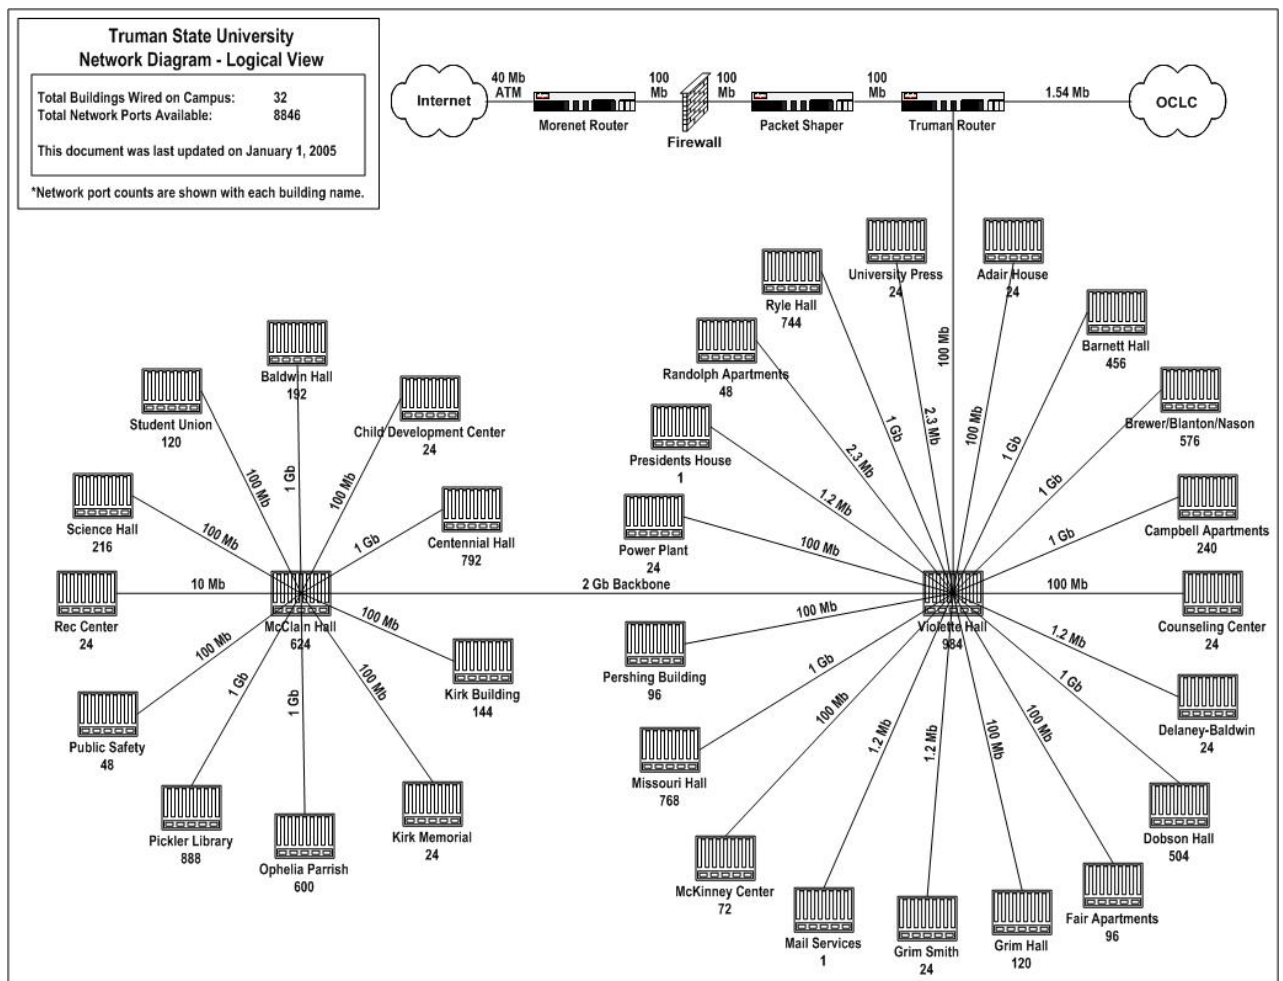 Truman State University
Network Diagram - Logical View
Total Buildings Wired on Campus: 32
Total Network Ports Available: 8846
This document was last updated on January 1, 2005
*Network port counts are shown with each building name.
Internet
40 Mb
ATM
Morenet Router
100
Mb
Firewall
100
Mb
Packet Shaper
100
Mb
Truman Router
1.54 Mb
OCLC
100 Mb
Baldwin Hall
192
1 Gb
Student Union
120
100 Mb
Child Development Center
24
100 Mb
Science Hall
216
100 Mb
Centennial Hall
792
1 Gb
Rec Center
24
10 Mb
McClain Hall
624
2 Gb Backbone
Public Safety
48
100 Mb
Kirk Building
144
100 Mb
Pickler Library
888
1 Gb
Ophelia Parrish
600
1 Gb
Kirk Memorial
24
100 Mb
University Press
24
2.3 Mb
Adair House
24
100 Mb
Ryle Hall
744
1 Gb
Barnett Hall
456
1 Gb
Randolph Apartments
48
2.3 Mb
Brewer/Blanton/Nason
576
1 Gb
Presidents House
1
1.2 Mb
Campbell Apartments
240
1 Gb
Power Plant
24
100 Mb
Violette Hall
984
Counseling Center
24
100 Mb
Pershing Building
96
100 Mb
Delaney-Baldwin
24
1.2 Mb
Missouri Hall
768
1 Gb
Dobson Hall
504
1 Gb
McKinney Center
72
100 Mb
Mail Services
1
1.2 Mb
Grim Smith
24
1.2 Mb
Grim Hall
120
100 Mb
Fair Apartments
96
100 Mb